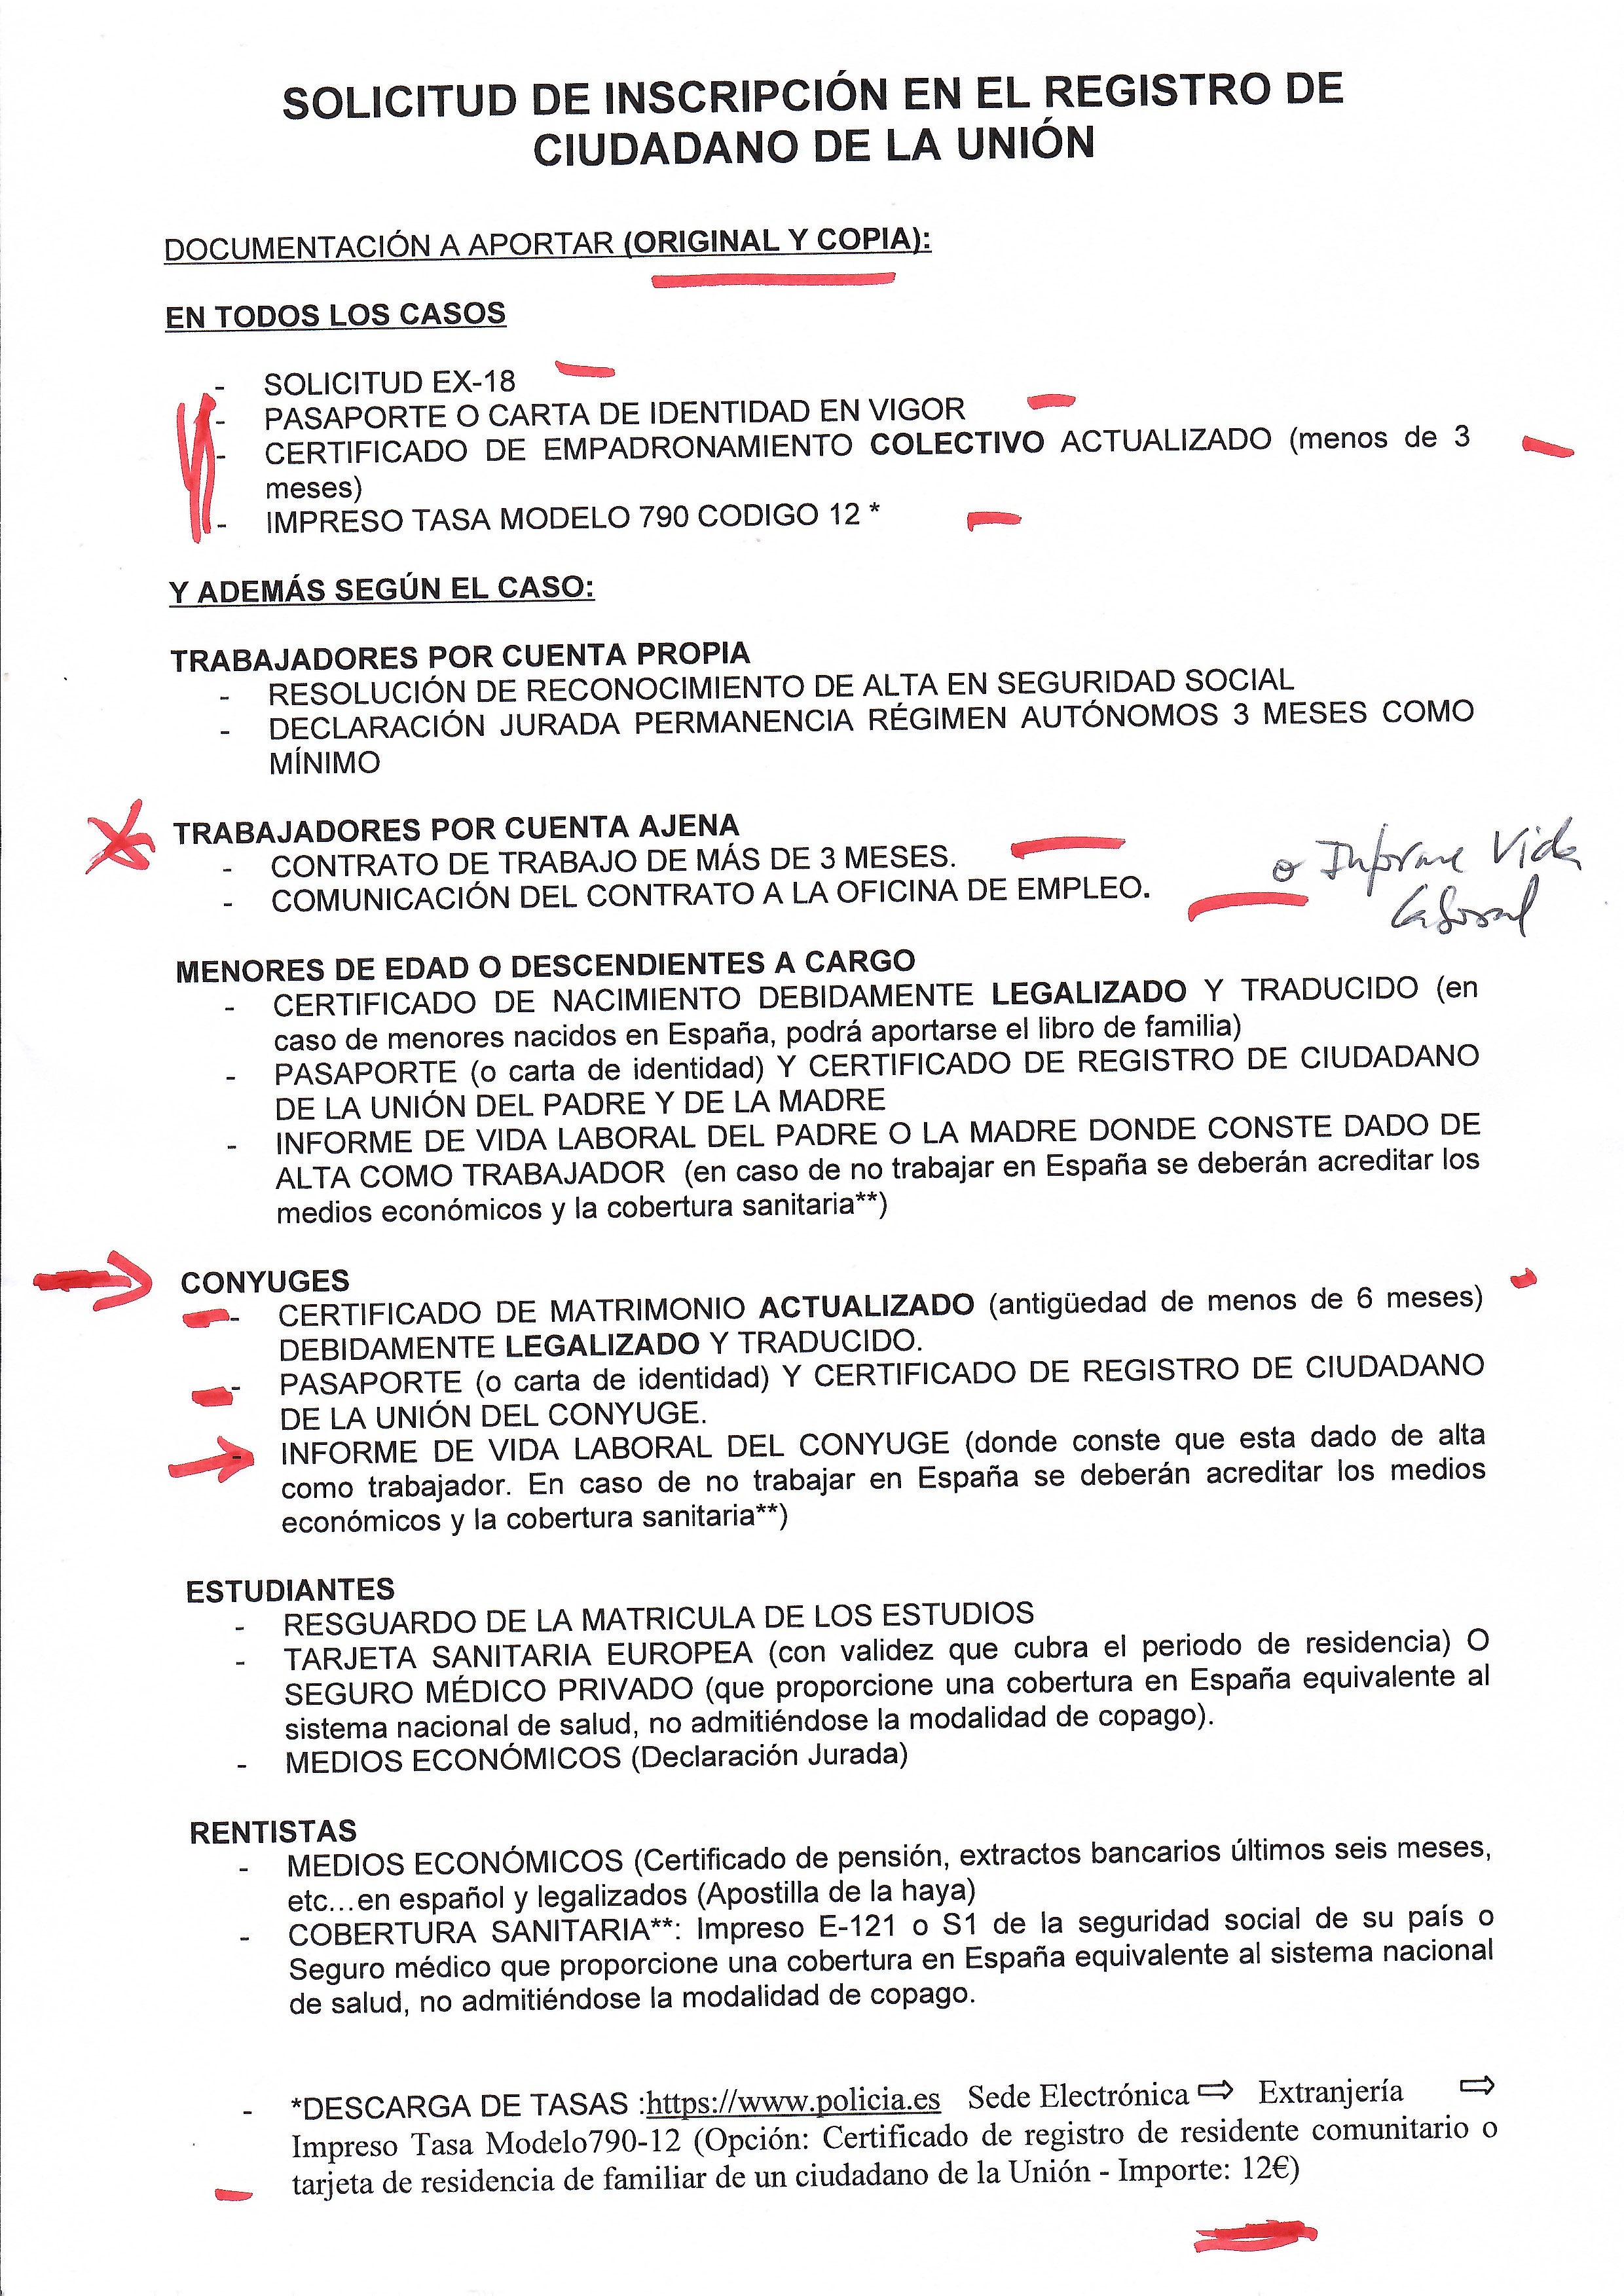 SOLICITUD DE INSCRIPCIÓN EN EL REGISTRO DE
CIUDADANO DE LA UNIÓN
DOCUMENTACIÓN A APORTAR (ORIGINAL Y COPIA):
EN TODOS LOS CASOS
- SOLICITUD EX-18
- PASAPORTE O CARTA DE IDENTIDAD EN VIGOR
- CERTIFICADO DE EMPADRONAMIENTO COLECTIVO ACTUALIZADO (menos de 3
meses)
- IMPRESO TASA MODELO 790 CODIGO 12 *
Y ADEMÁS SEGÚN EL CASO:
TRABAJADORES POR CUENTA PROPIA
- RESOLUCIÓN DE RECONOCIMIENTO DE ALTA EN SEGURIDAD SOCIAL
- DECLARACIÓN JURADA PERMANENCIA RÉGIMEN AUTÓNOMOS 3 MESES COMO
MÍNIMO
TRABAJADORES POR CUENTA AJENA
- CONTRATO DE TRABAJO DE MÁS DE 3 MESES.
- COMUNICACIÓN DEL CONTRATO A LA OFICINA DE EMPLEO.
o Informe Vida
Laboral
MENORES DE EDAD O DESCENDIENTES A CARGO
- CERTIFICADO DE NACIMIENTO DEBIDAMENTE LEGALIZADO Y TRADUCIDO (en
caso de menores nacidos en España, podrá aportarse el libro de familia)
- PASAPORTE (o carta de identidad) Y CERTIFICADO DE REGISTRO DE CIUDADANO
DE LA UNIÓN DEL PADRE Y DE LA MADRE
- INFORME DE VIDA LABORAL DEL PADRE O LA MADRE DONDE CONSTE DADO DE
ALTA COMO TRABAJADOR (en caso de no trabajar en España se deberán acreditar los
medios económicos y la cobertura sanitaria**)
CONYUGES
- CERTIFICADO DE MATRIMONIO ACTUALIZADO (antigüedad de menos de 6 meses)
DEBIDAMENTE LEGALIZADO Y TRADUCIDO.
- PASAPORTE (o carta de identidad) Y CERTIFICADO DE REGISTRO DE CIUDADANO
DE LA UNIÓN DEL CONYUGE.
- INFORME DE VIDA LABORAL DEL CONYUGE (donde conste que esta dado de alta
como trabajador. En caso de no trabajar en España se deberán acreditar los medios
económicos y la cobertura sanitaria**)
ESTUDIANTES
- RESGUARDO DE LA MATRICULA DE LOS ESTUDIOS
- TARJETA SANITARIA EUROPEA (con validez que cubra el periodo de residencia) O
SEGURO MÉDICO PRIVADO (que proporcione una cobertura en España equivalente al
sistema nacional de salud, no admitiéndose la modalidad de copago).
- MEDIOS ECONÓMICOS (Declaración Jurada)
RENTISTAS
- MEDIOS ECONÓMICOS (Certificado de pensión, extractos bancarios últimos seis meses,
etc...en español y legalizados (Apostilla de la haya)
- COBERTURA SANITARIA**: Impreso E-121 o S1 de la seguridad social de su país o
Seguro médico que proporcione una cobertura en España equivalente al sistema nacional
de salud, no admitiéndose la modalidad de copago.
- *DESCARGA DE TASAS :https://www.policia.es Sede Electrónica ⇨ Extranjería ⇨
Impreso Tasa Modelo790-12 (Opción: Certificado de registro de residente comunitario o
tarjeta de residencia de familiar de un ciudadano de la Unión - Importe: 12€)